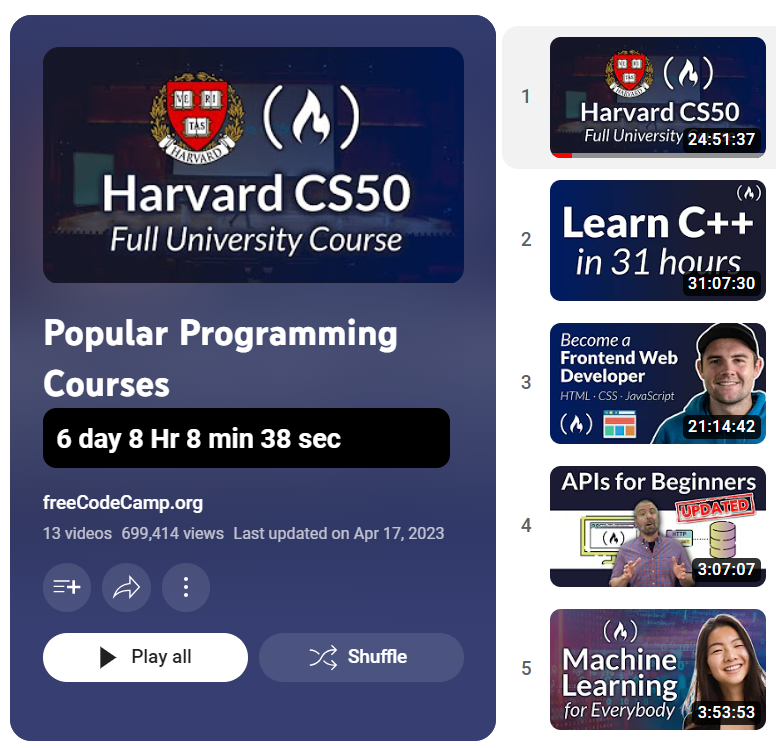 VE RI
TAS
HARVARD
Harvard CS50
Full University Course
Popular Programming
Courses
6 day 8 Hr 8 min 38 sec
freeCodeCamp.org
13 videos 699,414 views Last updated on Apr 17, 2023
Play all
Shuffle
1
Harvard CS50
Full University
24:51:37
2
Learn C++
in 31 hours
31:07:30
3
Become a
Frontend Web
Developer
HTML · CSS · JavaScript
21:14:42
4
APIs for Beginners
UPDATED
HTTP
3:07:07
5
Machine
Learning
for Everybody
3:53:53